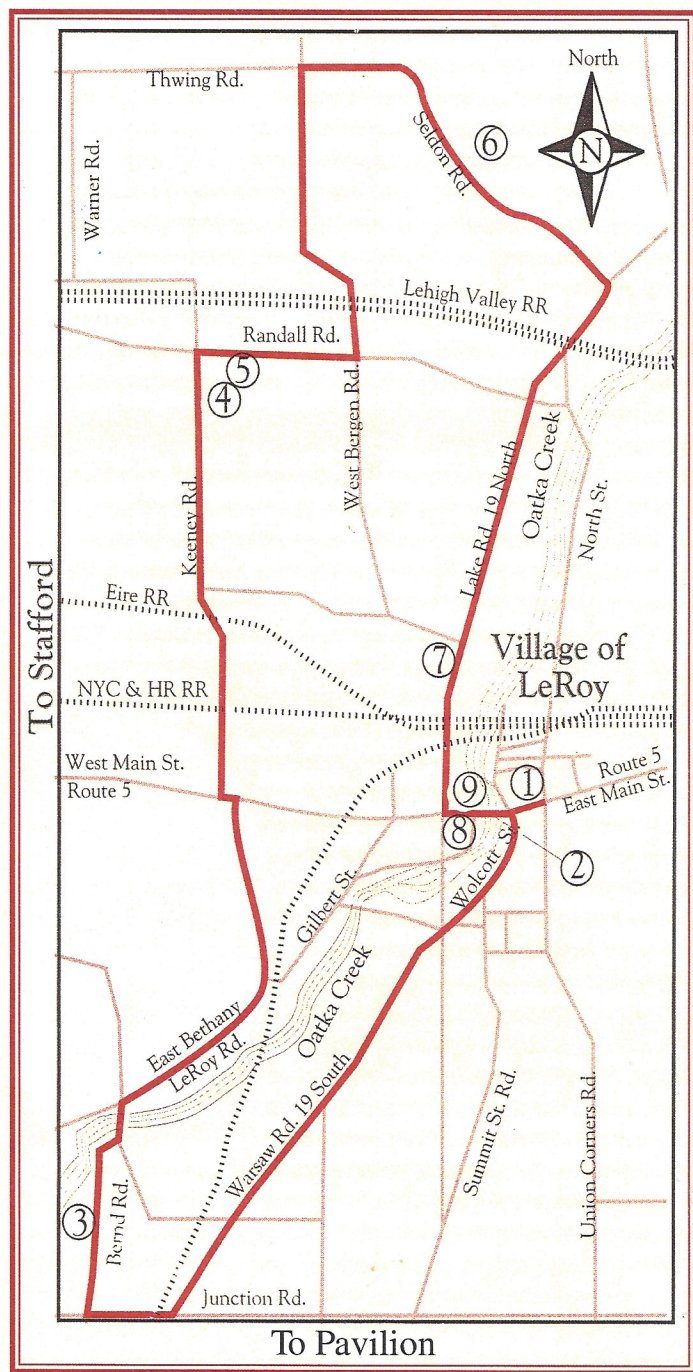 North
N
Thwing Rd.
Seldon Rd.
⑥
Warner Rd.
Lehigh Valley RR
Randall Rd.
⑤
④
West Bergen Rd.
Keeney Rd.
Lake Rd. 19 North
Oatka Creek
North St.
Eire RR
⑦
Village of
LeRoy
To Stafford
NYC & HR RR
West Main St.
Route 5
⑨
①
Route 5
East Main St.
⑧
Wolcott St.
②
Gilbert St.
Oatka Creek
East Bethany
LeRoy Rd.
Warsaw Rd. 19 South
Summit St. Rd.
Union Corners Rd.
③
Bernd Rd.
Junction Rd.
To Pavilion